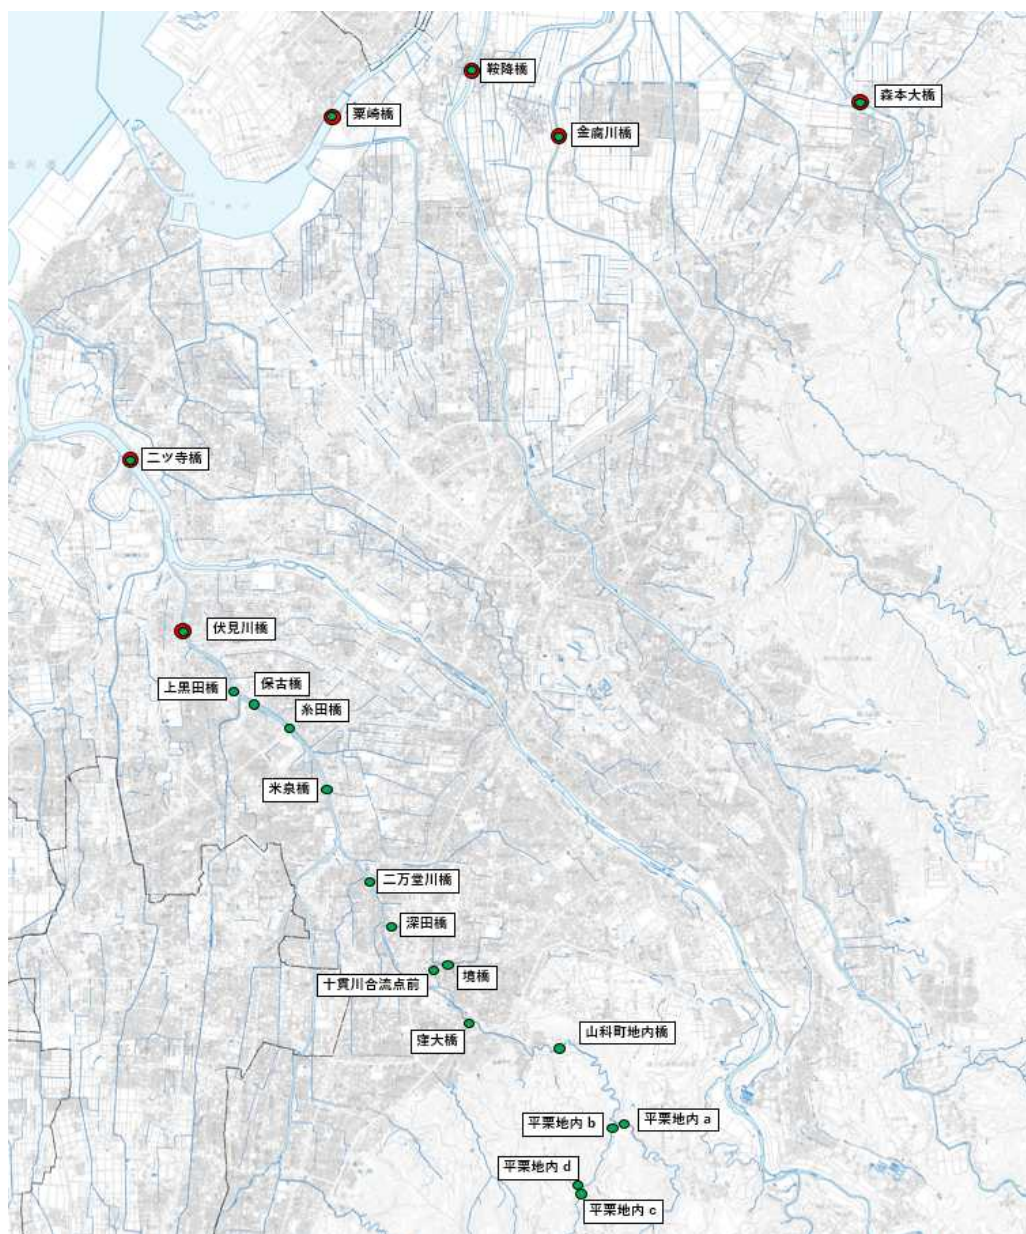 鞍降橋
森本大橋
粟崎橋
金腐川橋
二ツ寺橋
伏見川橋
保古橋
上黒田橋
糸田橋
米泉橋
二万堂川橋
深田橋
境橋
十貫川合流点前
窪大橋
山科町地内橋
平栗地内 a
平栗地内 b
平栗地内 d
平栗地内 c